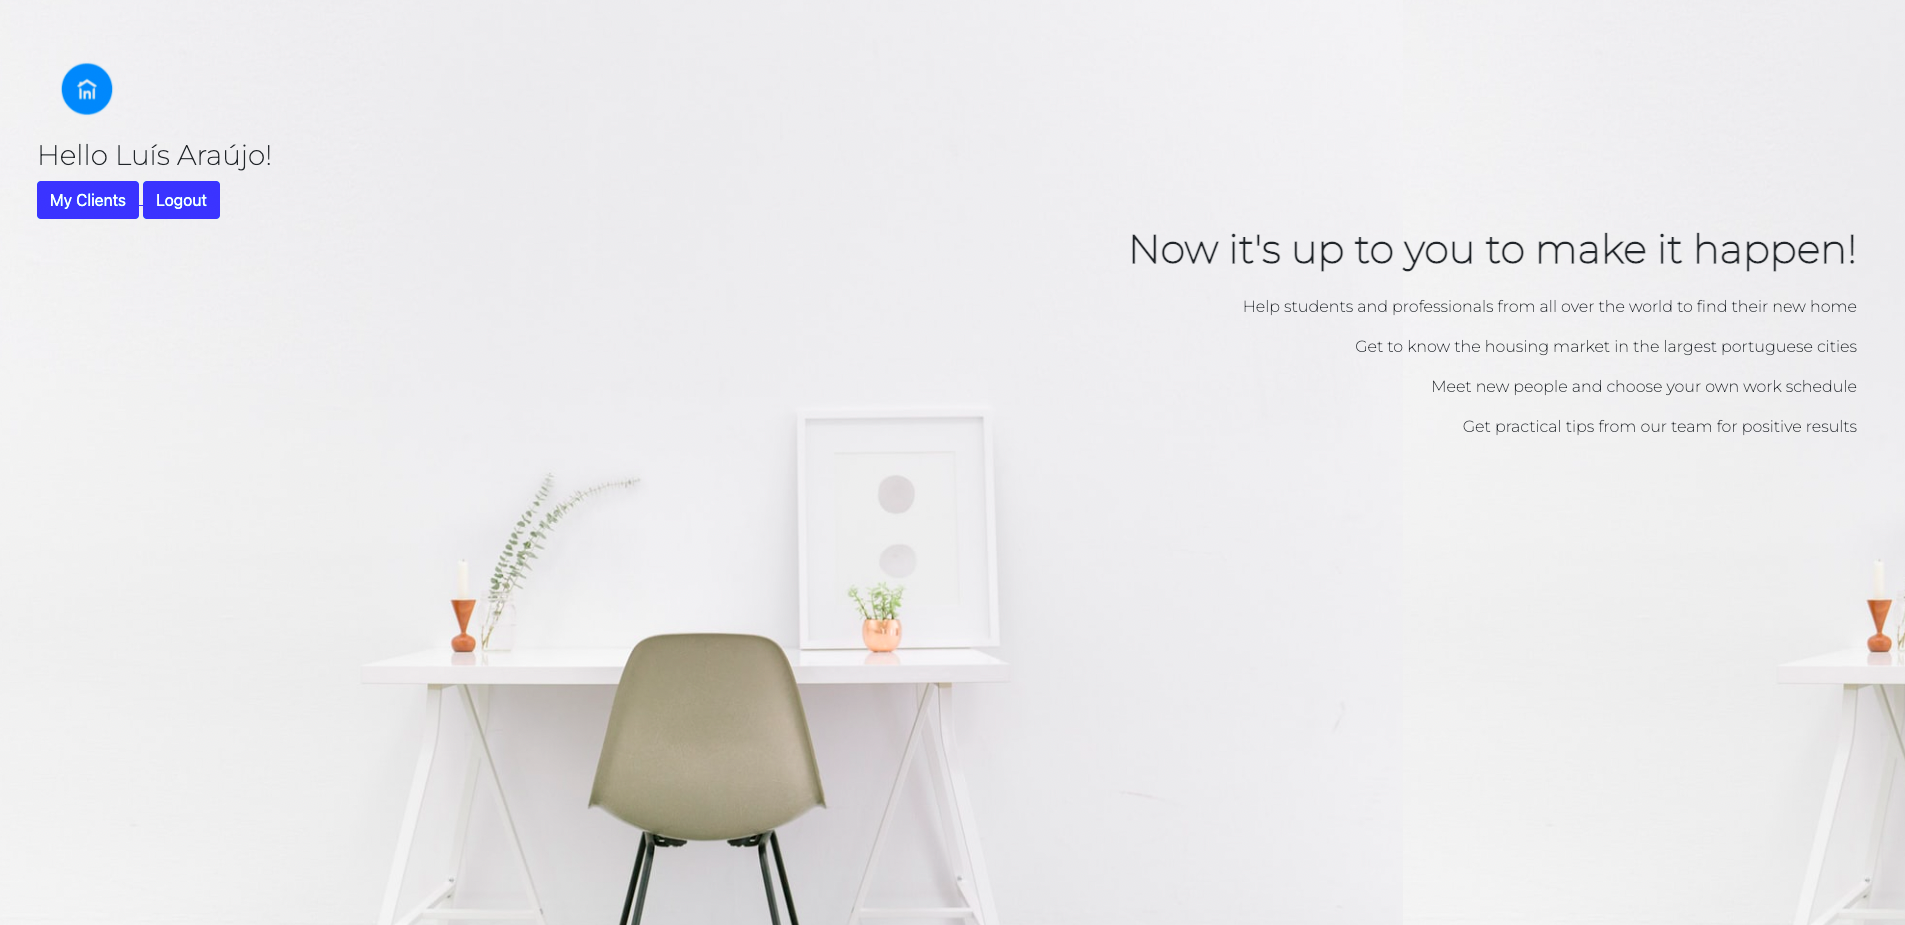 Hello Luís Araújo!
My Clients Logout
Now it's up to you to make it happen!
Help students and professionals from all over the world to find their new home
Get to know the housing market in the largest portuguese cities
Meet new people and choose your own work schedule
Get practical tips from our team for positive results